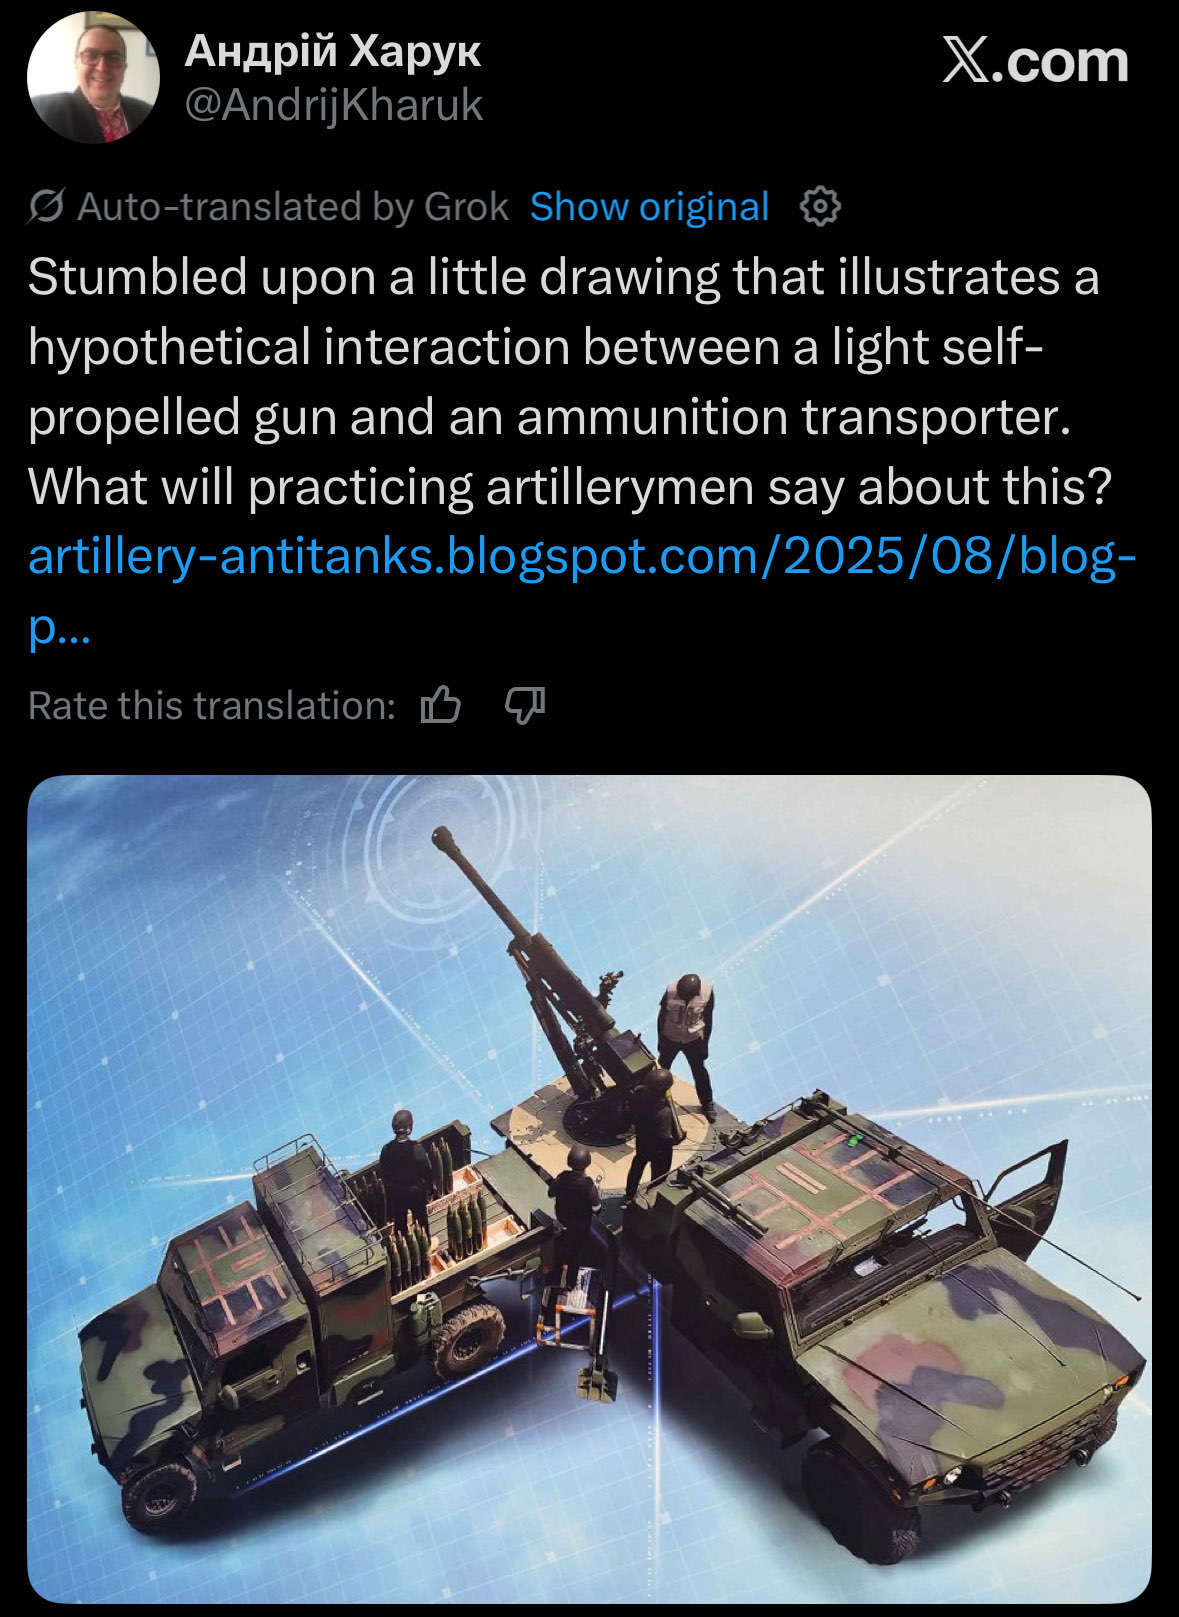 Андрій Харук
X.com
@AndrijKharuk
Auto-translated by Grok Show original
Stumbled upon a little drawing that illustrates a
hypothetical interaction between a light self-
propelled gun and an ammunition transporter.
What will practicing artillerymen say about this?
artillery-antitanks.blogspot.com/2025/08/blog-
p...
Rate this translation: